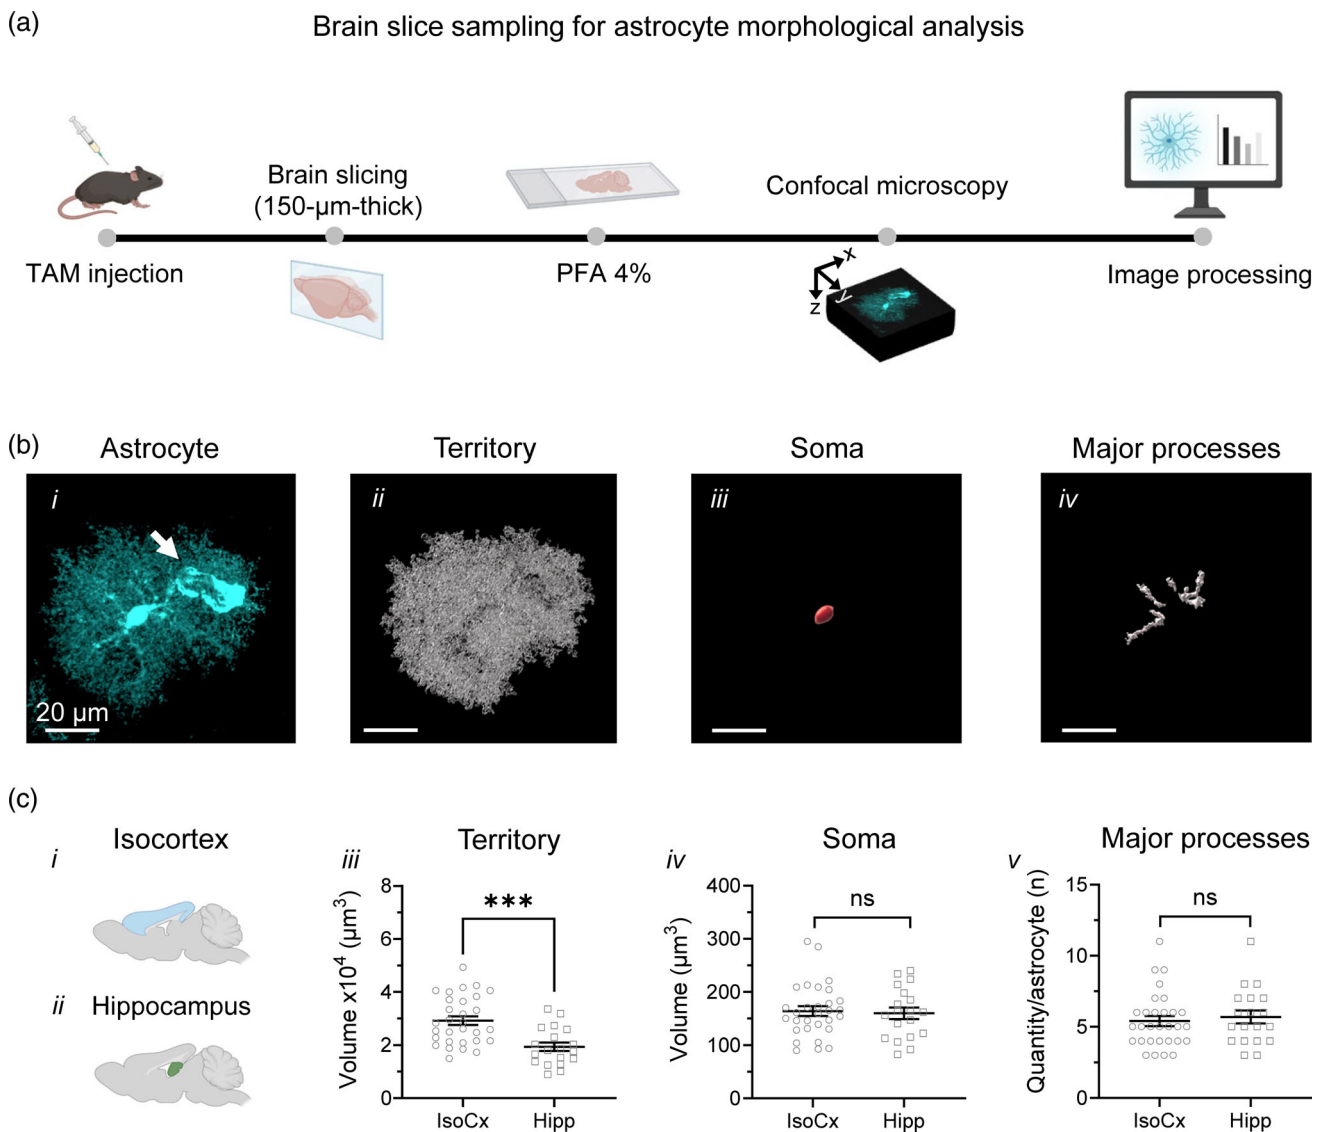 (a)
Brain slice sampling for astrocyte morphological analysis
Brain slicing
(150-µm-thick)
Confocal microscopy
TAM injection
PFA 4%
x
y
z
Image processing
(b)
Astrocyte
Territory
Soma
Major processes
i
ii
iii
iv
20 µm
(c)
i
Isocortex
ii
Hippocampus
iii
Territory
Volume x10⁴ (µm³)
8
6
4
2
0
***
IsoCx
Hipp
iv
Soma
Volume (µm³)
400
300
200
100
0
ns
IsoCx
Hipp
v
Major processes
Quantity/astrocyte (n)
15
10
5
0
ns
IsoCx
Hipp